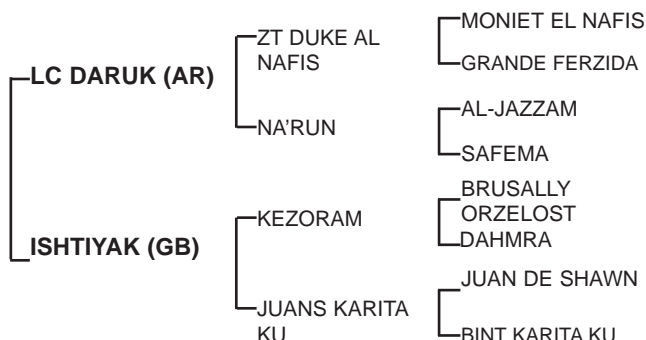 LC DARUK (AR)
ZT DUKE AL
NAFIS
MONIET EL NAFIS
GRANDE FERZIDA
NA'RUN
AL-JAZZAM
SAFEMA
ISHTIYAK (GB)
KEZORAM
BRUSALLY
ORZELOST
DAHMRA
JUANS KARITA
KU
JUAN DE SHAWN
BINT KARITA KU